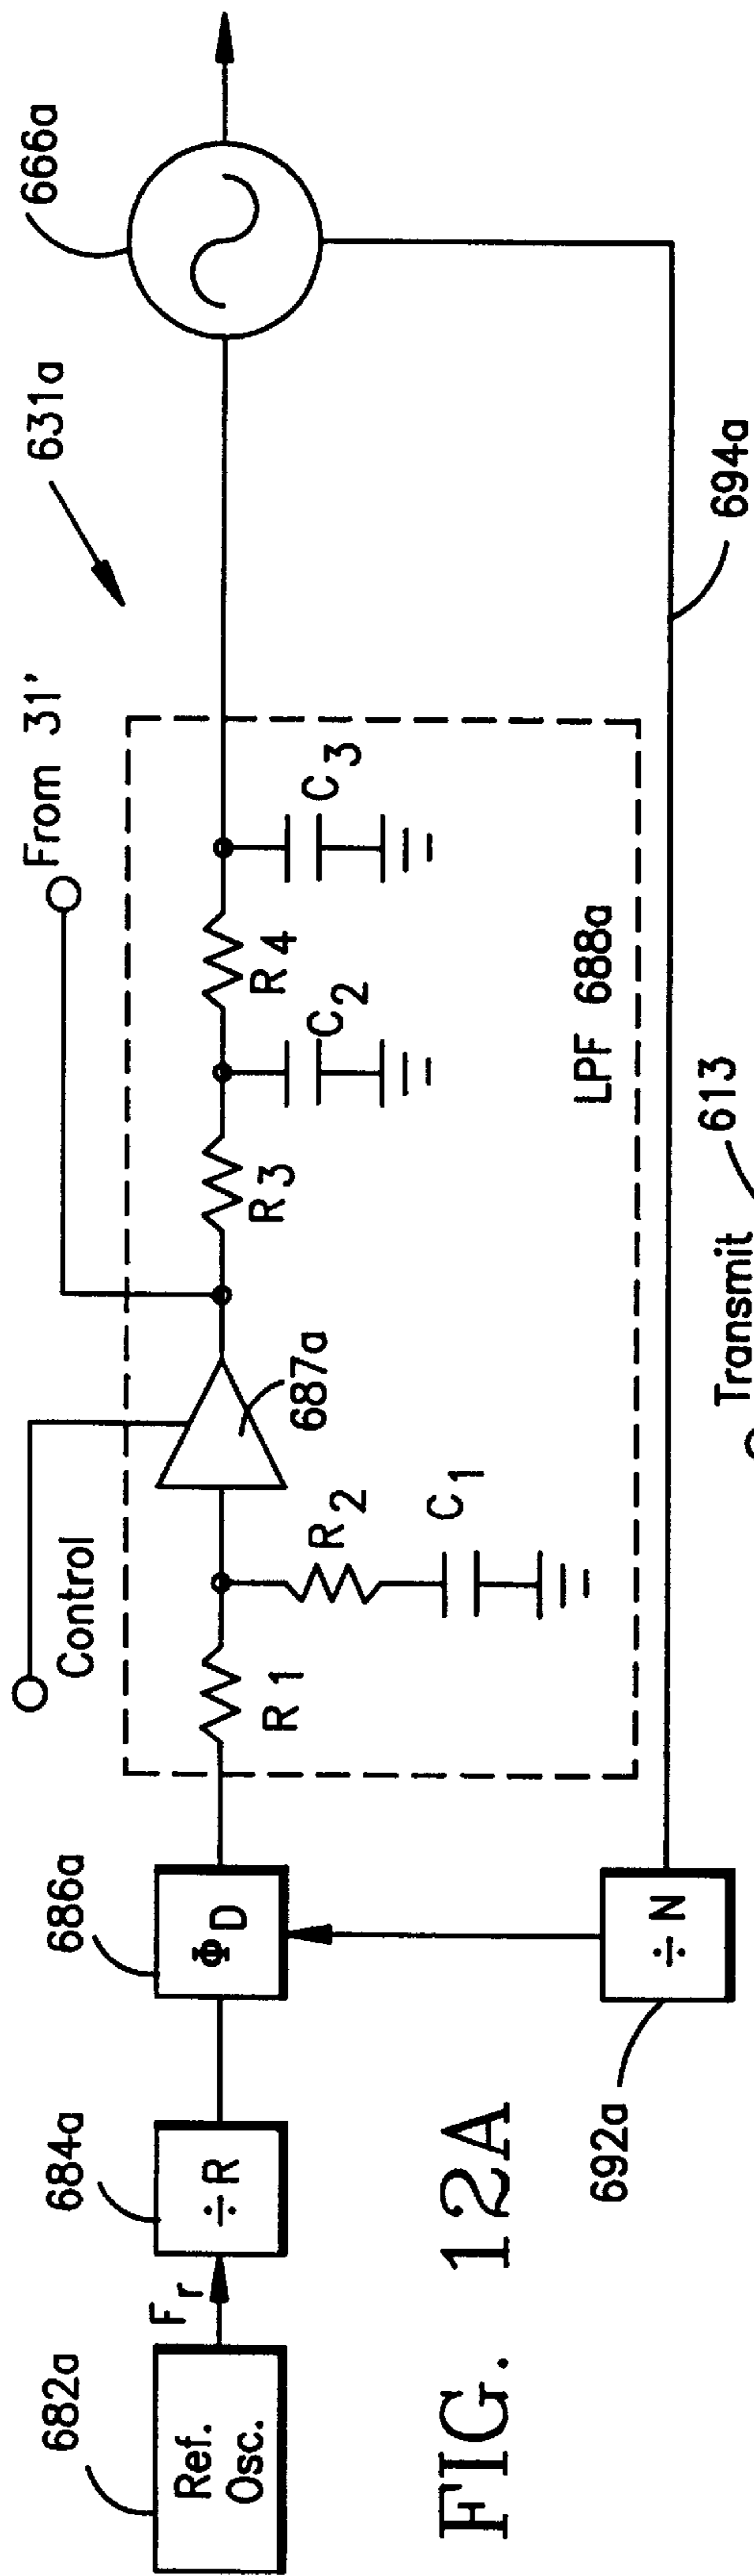 666a
631a
From 31'
Control
694a
682a
Ref.
Osc.
Fr
684a
÷R
686a
ΦD
R1
R2
C1
687a
R3
C2
R4
C3
LPF 688a
692a
÷N
Transmit
613
FIG. 12A